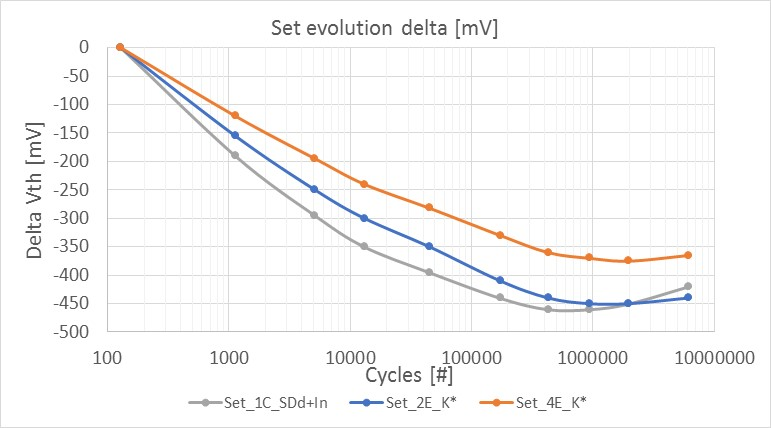 Set evolution delta [mV]
0
-50
-100
-150
-200
-250
-300
-350
-400
-450
-500
Delta Vth [mV]
100 1000 10000 100000 1000000 10000000
Cycles [#]
Set_1C_SDd+In Set_2E_K* Set_4E_K*